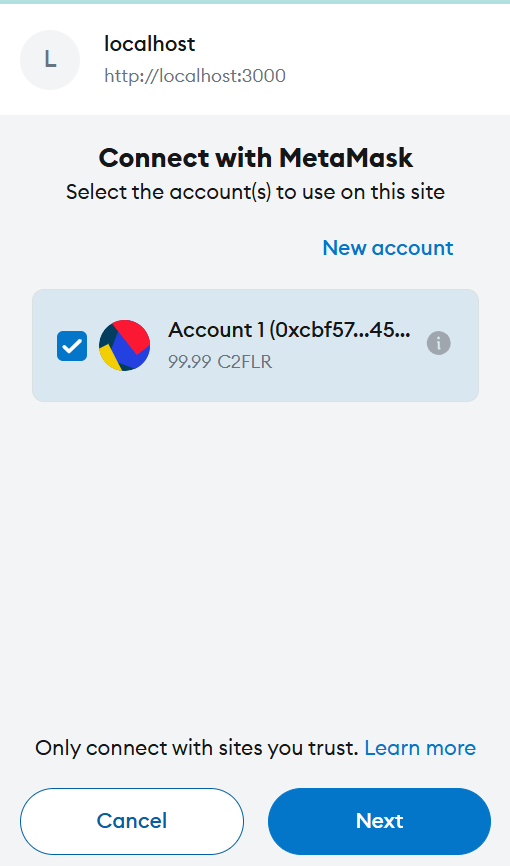 L
localhost
http://localhost:3000
Connect with MetaMask
Select the account(s) to use on this site
New account
Account 1 (0xcbf57...45...
99.99 C2FLR
i
Only connect with sites you trust. Learn more
Cancel
Next